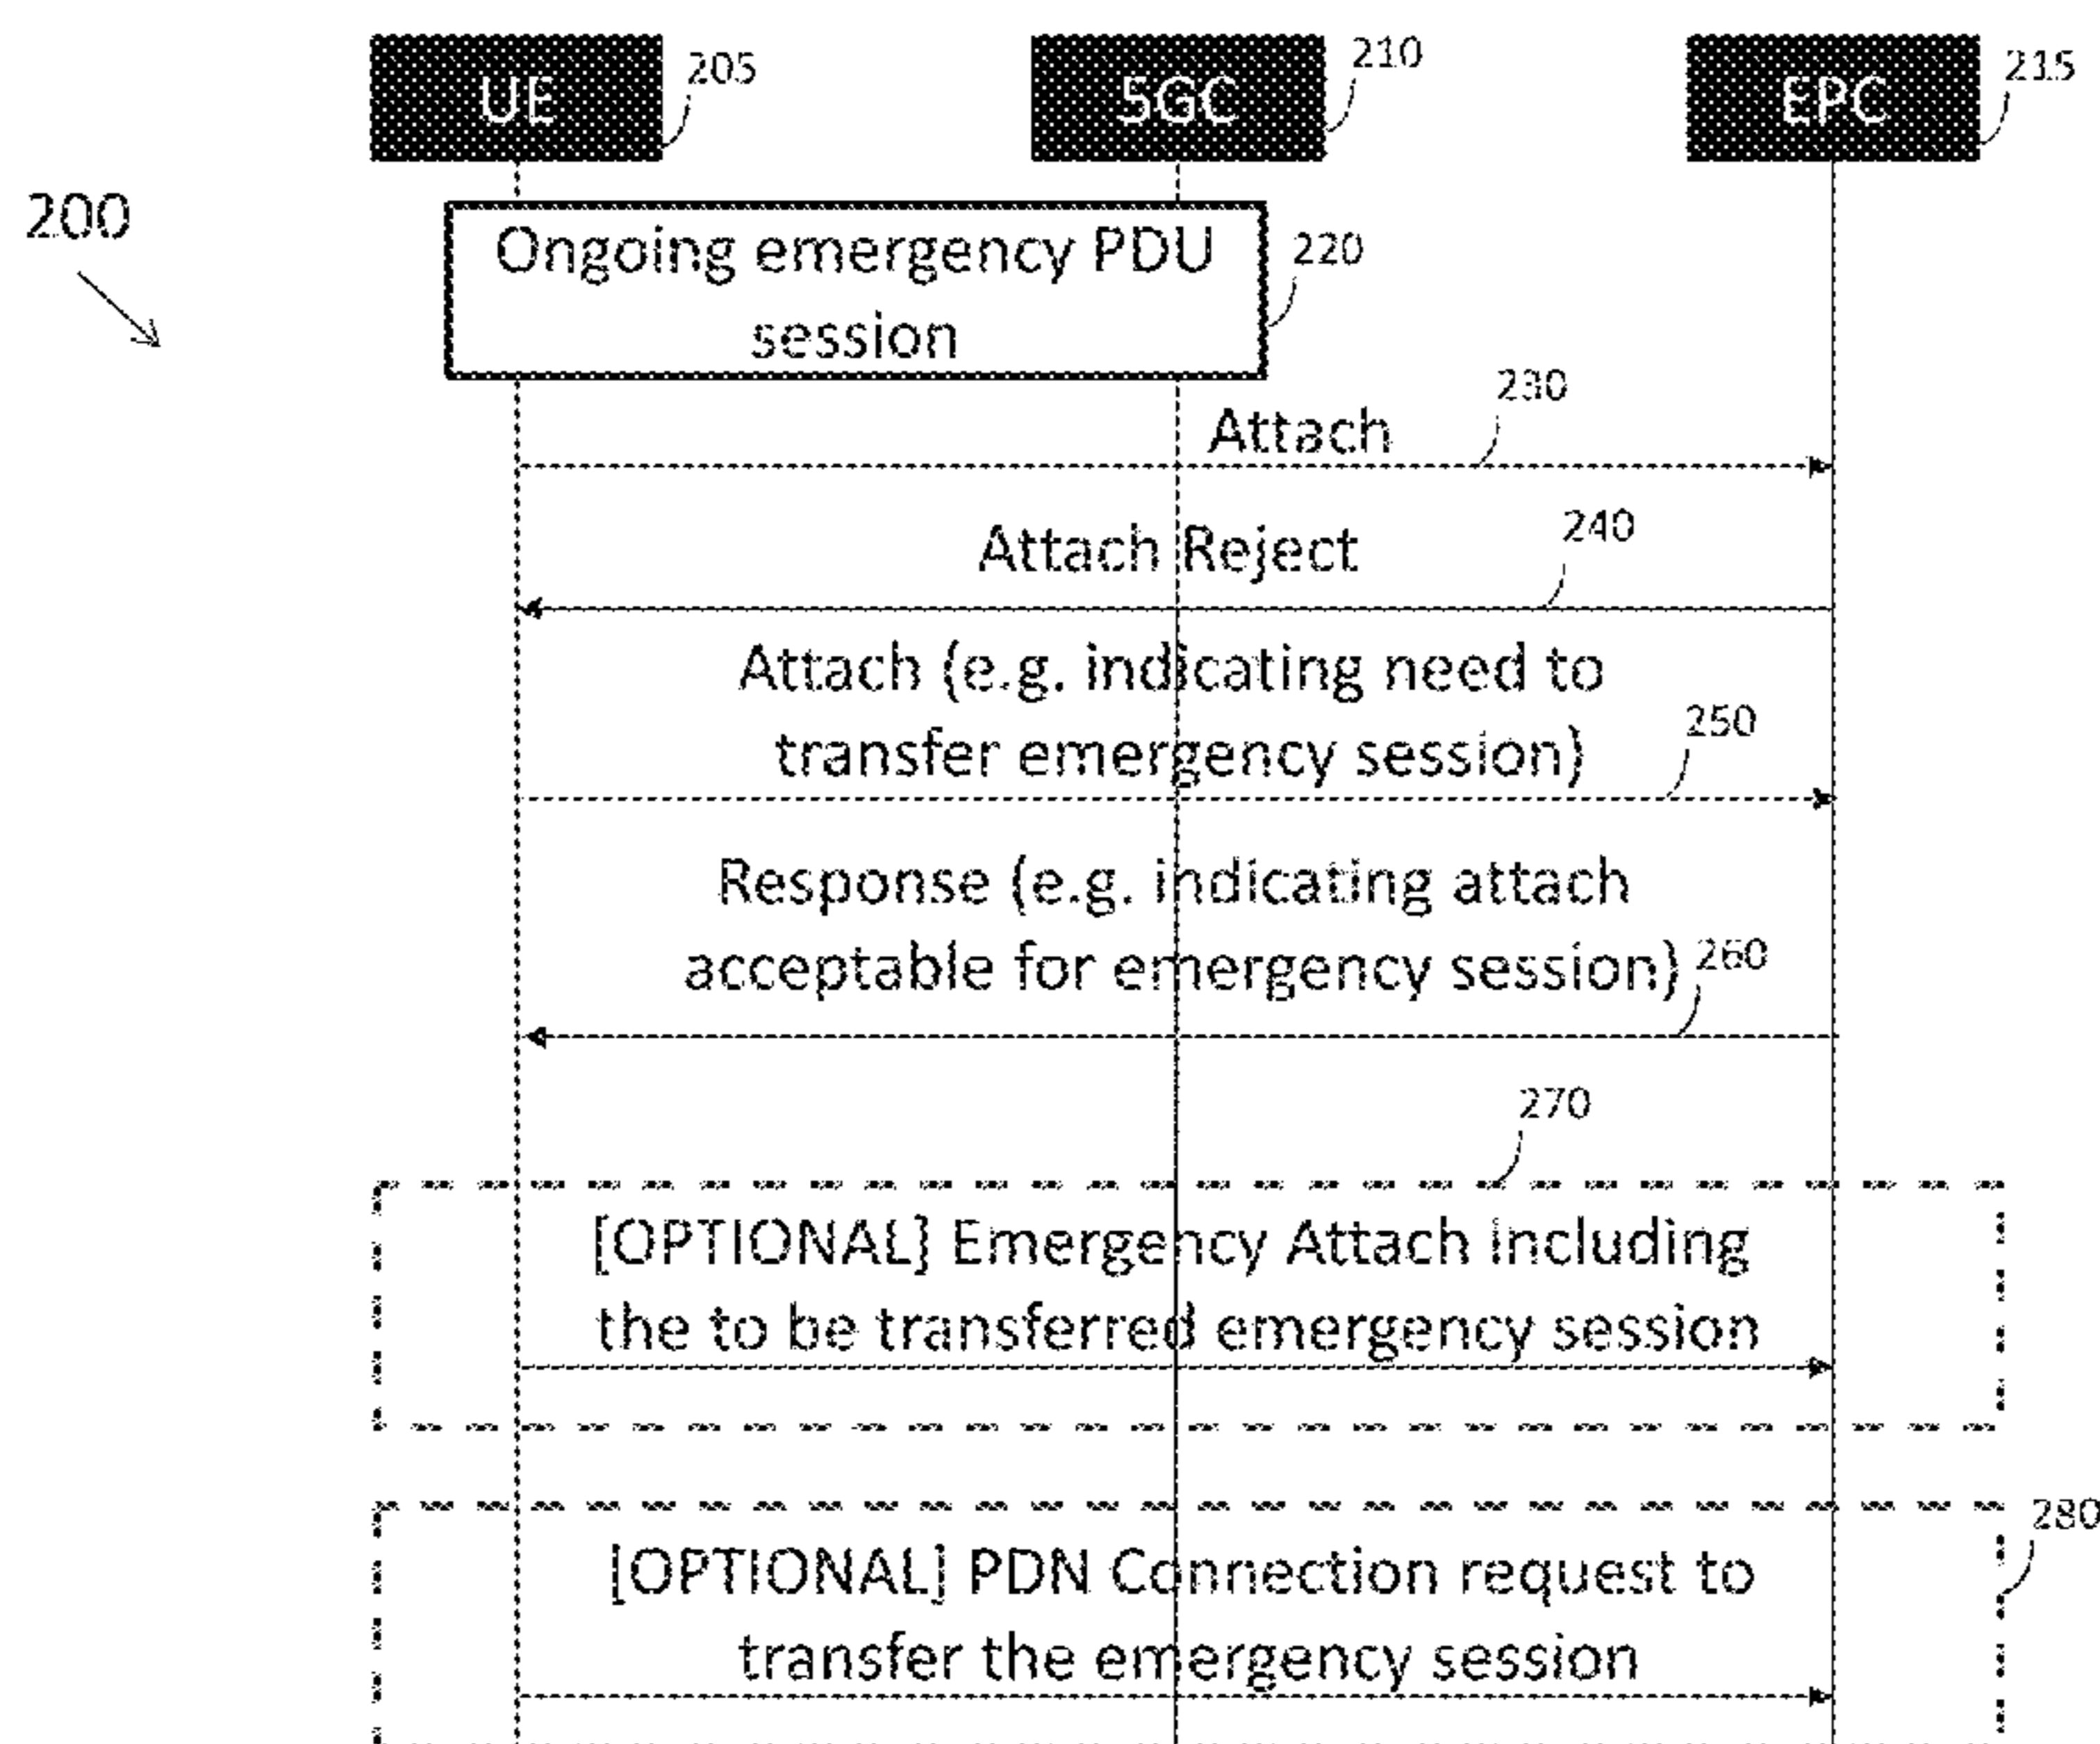 UE 205
5GC 210
EPC 215
200
Ongoing emergency PDU
session
220
230
Attach
240
Attach Reject
Attach (e.g. indicating need to
transfer emergency session)
250
Response (e.g. indicating attach
acceptable for emergency session)
260
270
[OPTIONAL] Emergency Attach including
the to be transferred emergency session
280
[OPTIONAL] PDN Connection request to
transfer the emergency session